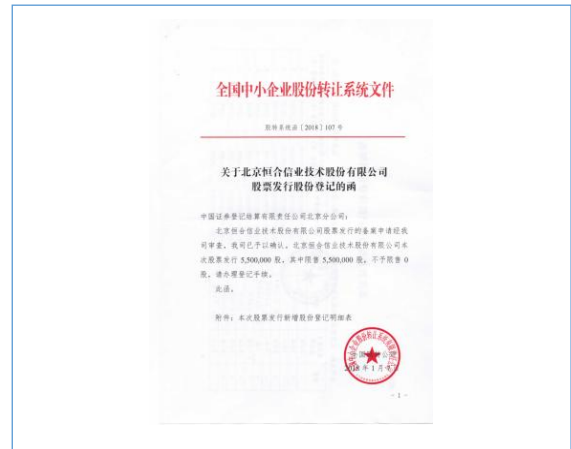 全国中小企业股份转让系统文件
股转系统函〔2018〕107 号
关于北京恒合信业技术股份有限公司
股票发行股份登记的函
中国证券登记结算有限责任公司北京分公司：
北京恒合信业技术股份有限公司股票发行的备案申请经我
司审查，我司已予以确认。北京恒合信业技术股份有限公司本
次股票发行 5,500,000 股，其中限售 5,500,000 股，不予限售 0
股。请办理登记手续。
此函。
附件：本次股票发行新增股份登记明细表
2018 年 1 月
- 1 -